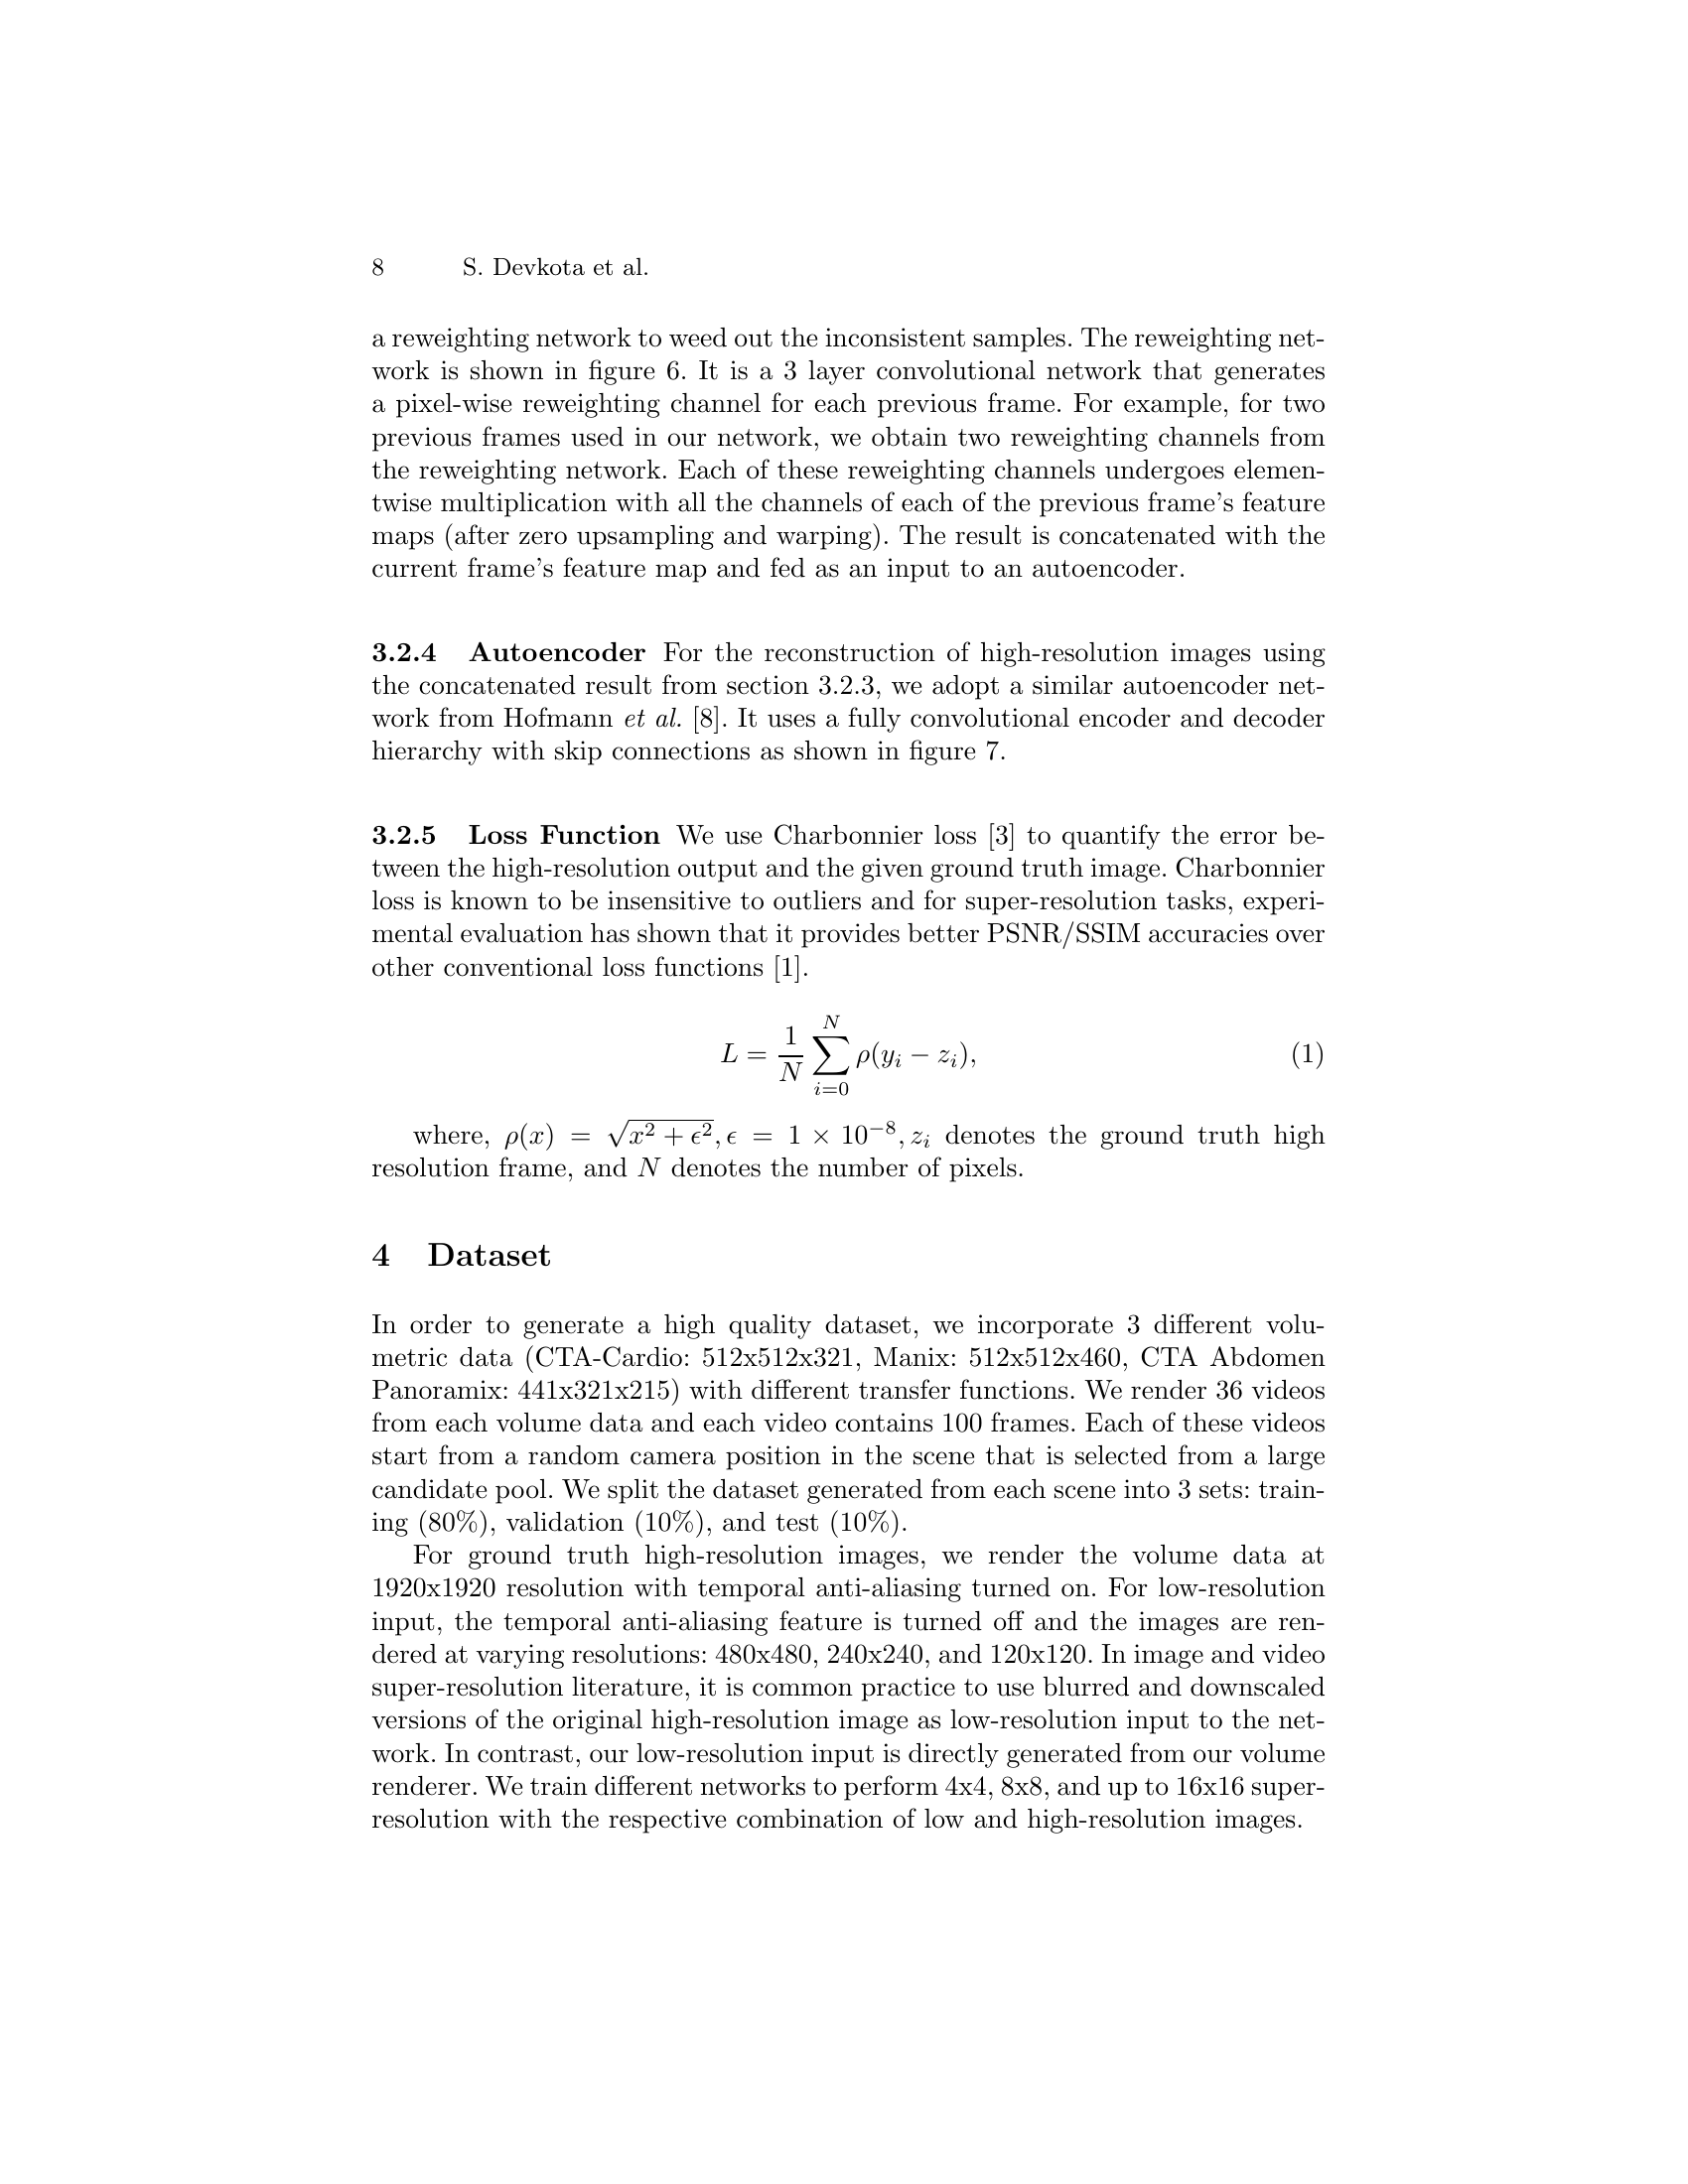 8 S. Devkota et al.
a reweighting network to weed out the inconsistent samples. The reweighting net-
work is shown in figure 6. It is a 3 layer convolutional network that generates
a pixel-wise reweighting channel for each previous frame. For example, for two
previous frames used in our network, we obtain two reweighting channels from
the reweighting network. Each of these reweighting channels undergoes elemen-
twise multiplication with all the channels of each of the previous frame's feature
maps (after zero upsampling and warping). The result is concatenated with the
current frame's feature map and fed as an input to an autoencoder.
3.2.4 Autoencoder For the reconstruction of high-resolution images using
the concatenated result from section 3.2.3, we adopt a similar autoencoder net-
work from Hofmann et al. [8]. It uses a fully convolutional encoder and decoder
hierarchy with skip connections as shown in figure 7.
3.2.5 Loss Function We use Charbonnier loss [3] to quantify the error be-
tween the high-resolution output and the given ground truth image. Charbonnier
loss is known to be insensitive to outliers and for super-resolution tasks, experi-
mental evaluation has shown that it provides better PSNR/SSIM accuracies over
other conventional loss functions [1].
L = \frac{1}{N} \sum_{i=0}^{N} ρ(y_i − z_i), (1)
where, ρ(x) = \sqrt{x^2 + ϵ^2}, ϵ = 1 × 10^{−8}, z_i denotes the ground truth high
resolution frame, and N denotes the number of pixels.
4 Dataset
In order to generate a high quality dataset, we incorporate 3 different volu-
metric data (CTA-Cardio: 512x512x321, Manix: 512x512x460, CTA Abdomen
Panoramix: 441x321x215) with different transfer functions. We render 36 videos
from each volume data and each video contains 100 frames. Each of these videos
start from a random camera position in the scene that is selected from a large
candidate pool. We split the dataset generated from each scene into 3 sets: train-
ing (80%), validation (10%), and test (10%).
For ground truth high-resolution images, we render the volume data at
1920x1920 resolution with temporal anti-aliasing turned on. For low-resolution
input, the temporal anti-aliasing feature is turned off and the images are ren-
dered at varying resolutions: 480x480, 240x240, and 120x120. In image and video
super-resolution literature, it is common practice to use blurred and downscaled
versions of the original high-resolution image as low-resolution input to the net-
work. In contrast, our low-resolution input is directly generated from our volume
renderer. We train different networks to perform 4x4, 8x8, and up to 16x16 super-
resolution with the respective combination of low and high-resolution images.